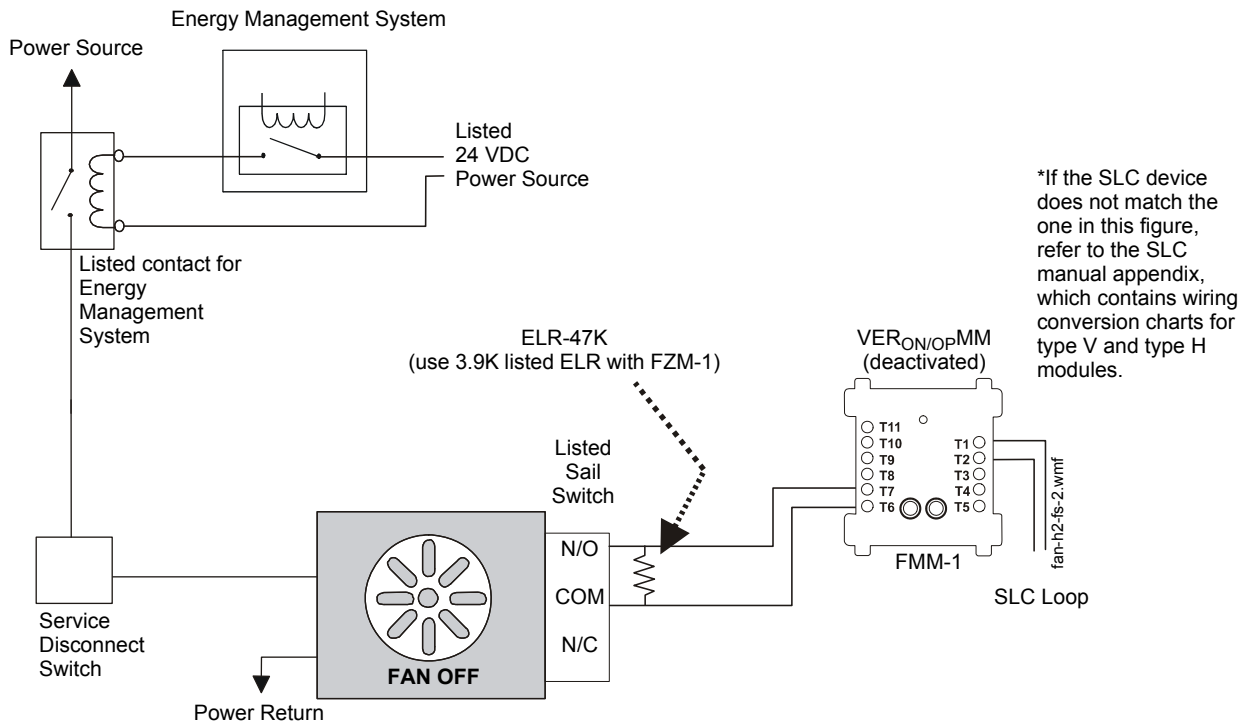 Energy Management System
Power Source
Listed
24 VDC
Power Source
Listed contact for
Energy
Management
System
*If the SLC device
does not match the
one in this figure,
refer to the SLC
manual appendix,
which contains wiring
conversion charts for
type V and type H
modules.
ELR-47K
(use 3.9K listed ELR with FZM-1)
VERON/OPMM
(deactivated)
T11
T10
T9
T8
T7
T6
T1
T2
T3
T4
T5
FMM-1
fan-h2-fs-2.wmf
SLC Loop
Listed
Sail
Switch
N/O
COM
N/C
FAN OFF
Service
Disconnect
Switch
Power Return